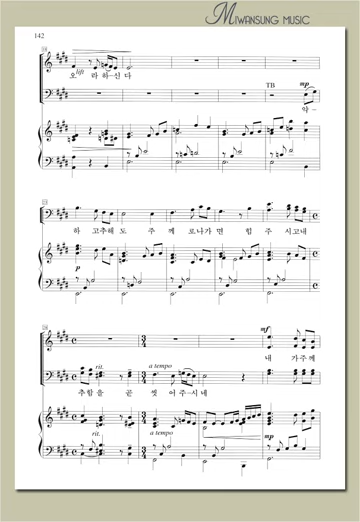 MIWANSUNG MUSIC
142
오 라 하 - 신 다
TB
mp
약 -
하 고 추 해 도 주 께 로 나 가 면 힘 주 시 고 내
p
mf
rit. a tempo
추 함 을 곧 씻 어 주 - 시 네 내 가 주 께
rit. a tempo
mp